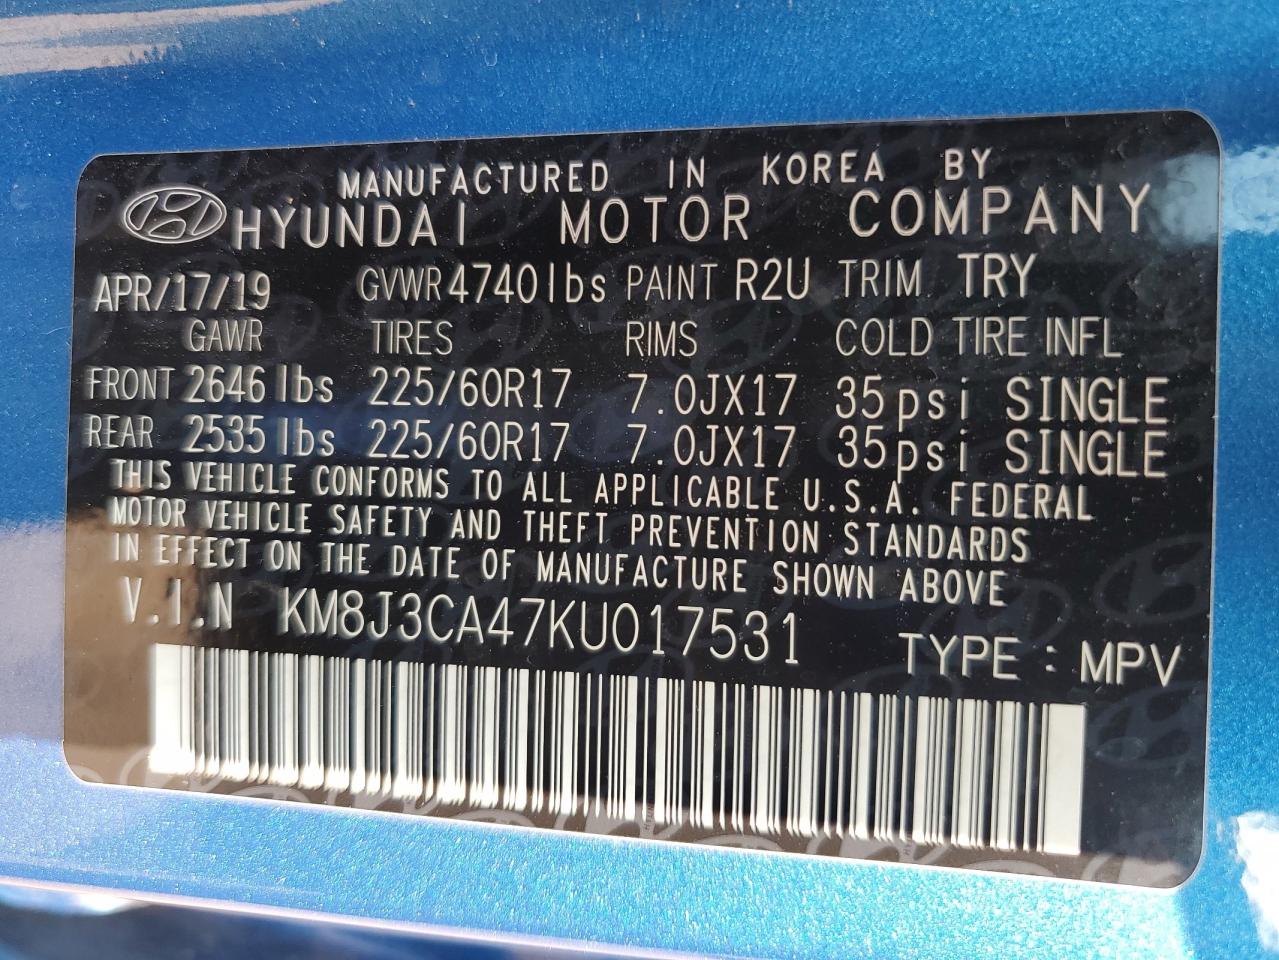 MANUFACTURED IN KOREA BY
HYUNDAI MOTOR COMPANY
APR/17/19 GVWR 4740lbs PAINT R2U TRIM TRY
GAWR TIRES RIMS COLD TIRE INFL
FRONT 2646 lbs 225/60R17 7.0JX17 35psi SINGLE
REAR 2535 lbs 225/60R17 7.0JX17 35psi SINGLE
THIS VEHICLE CONFORMS TO ALL APPLICABLE U.S.A. FEDERAL
MOTOR VEHICLE SAFETY AND THEFT PREVENTION STANDARDS
IN EFFECT ON THE DATE OF MANUFACTURE SHOWN ABOVE
V.I.N KM8J3CA47KU017531
TYPE : MPV